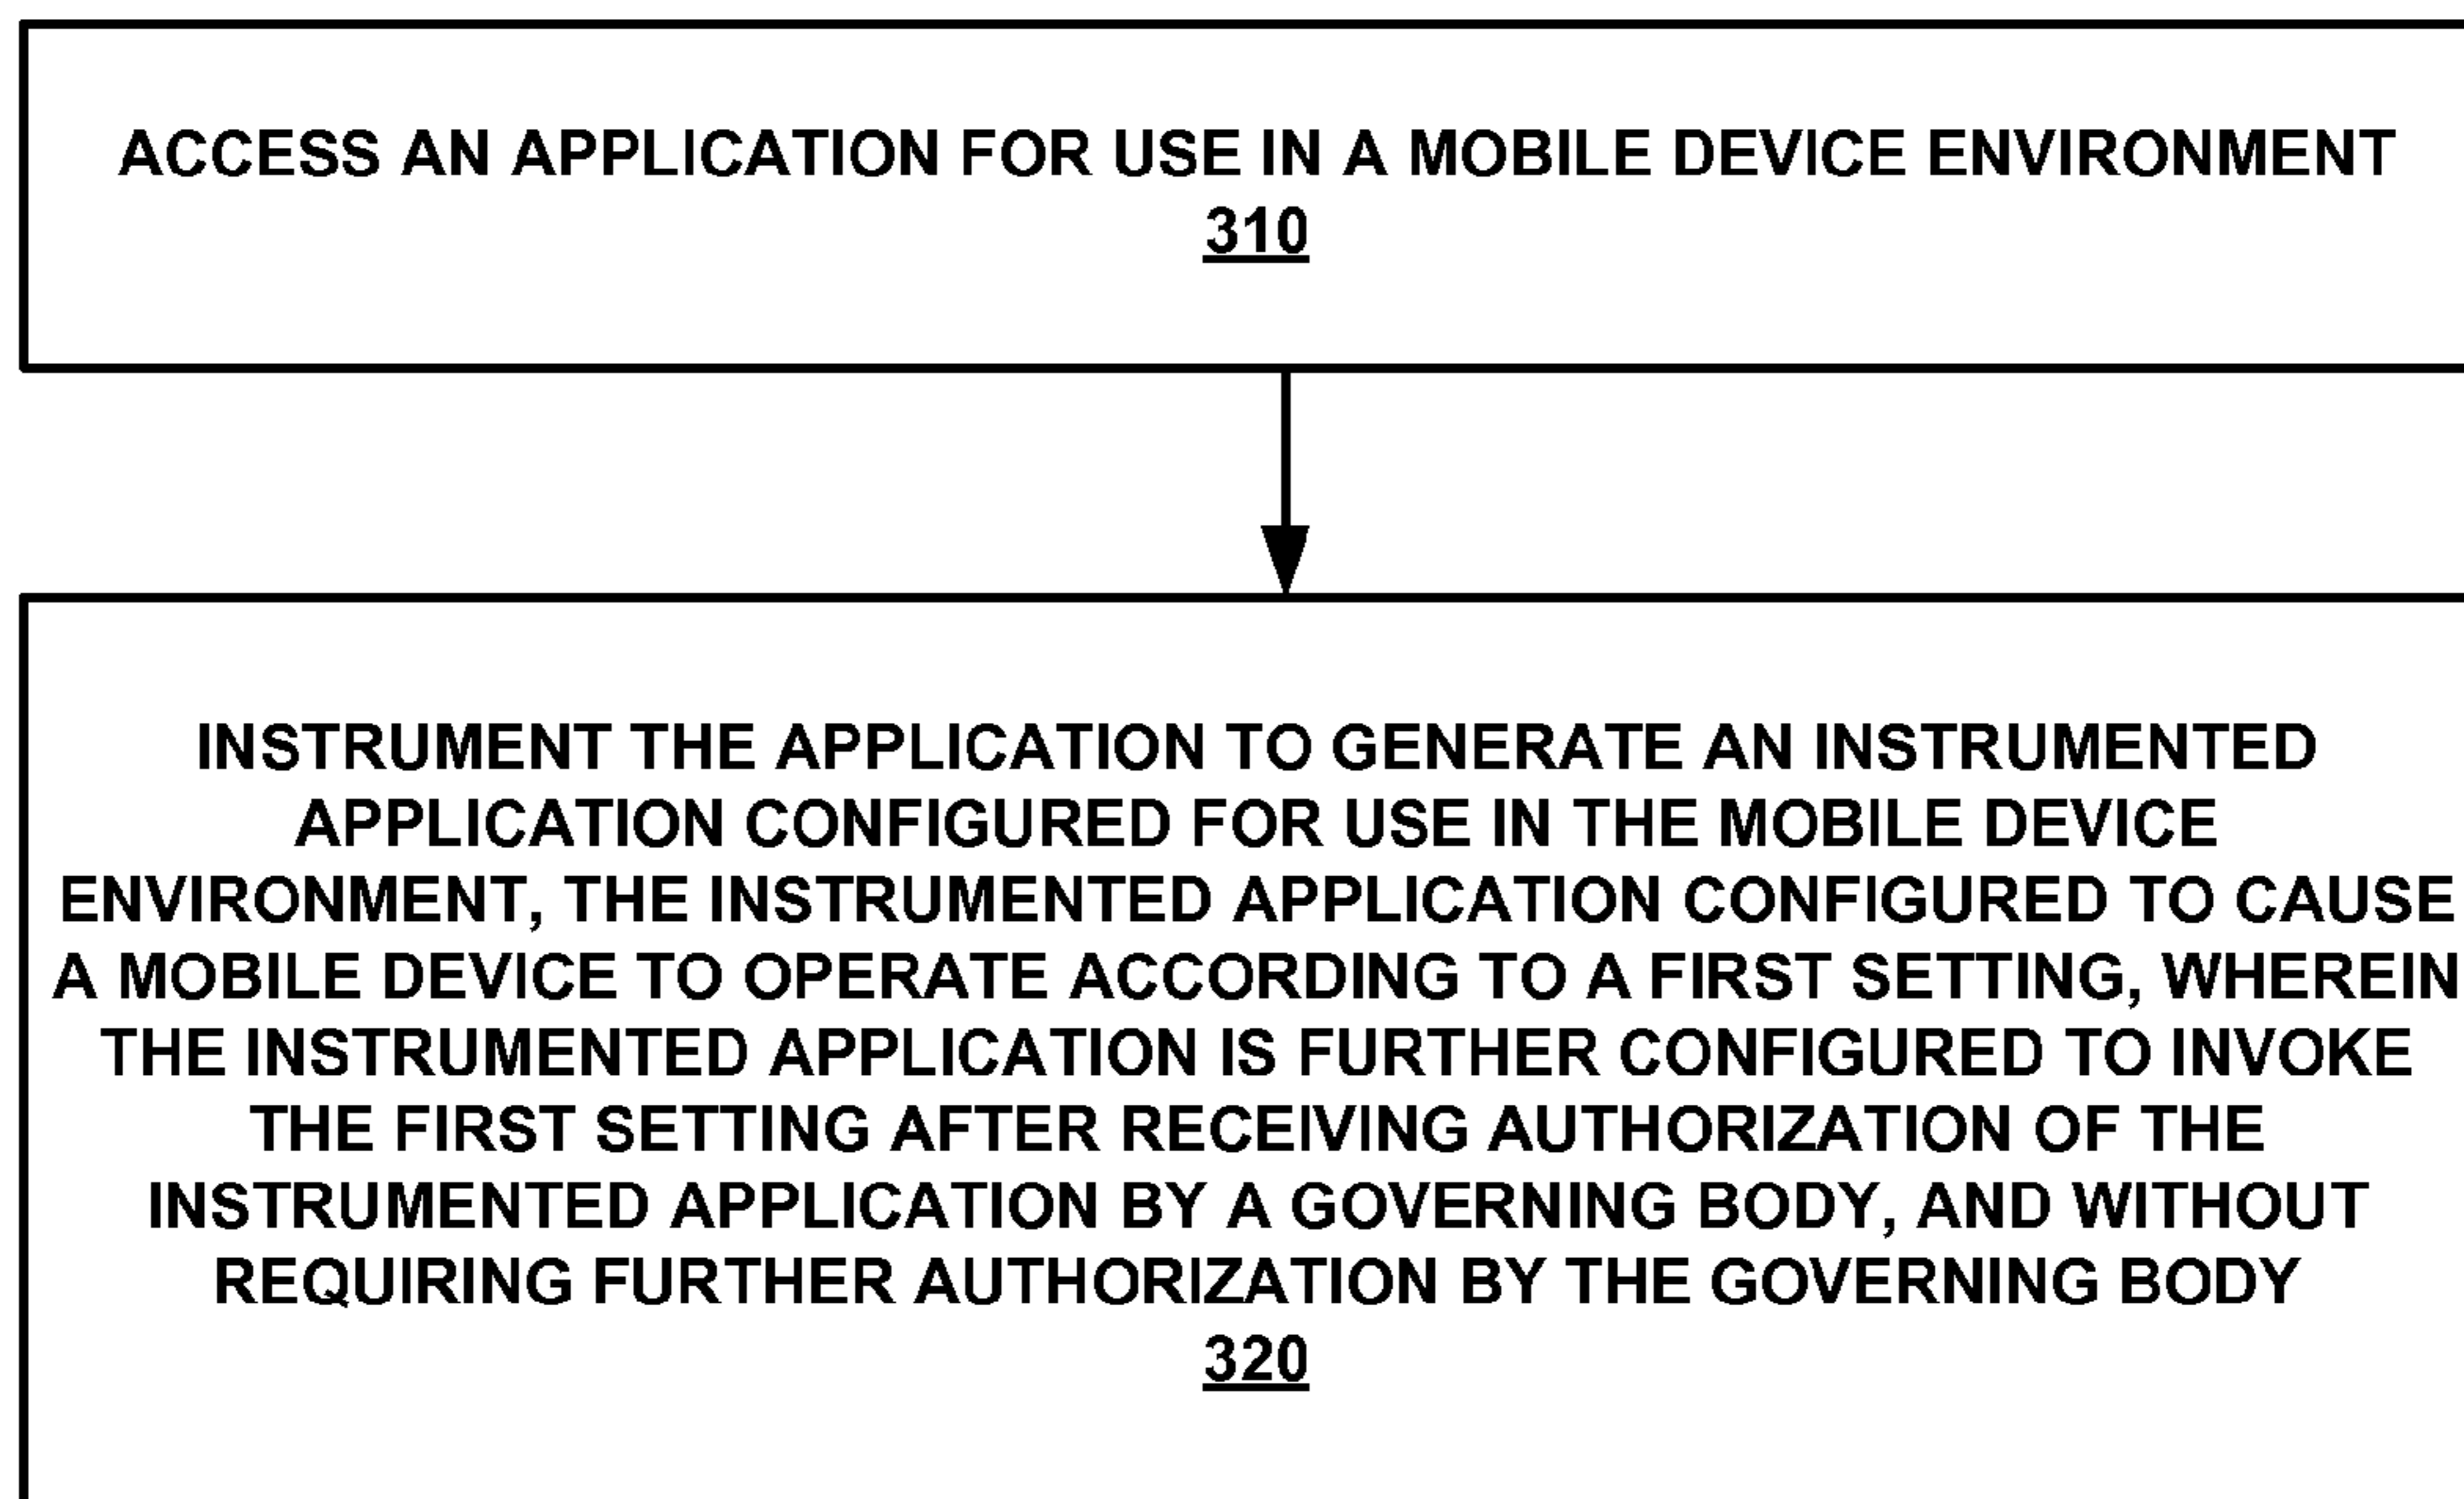 ACCESS AN APPLICATION FOR USE IN A MOBILE DEVICE ENVIRONMENT
310
INSTRUMENT THE APPLICATION TO GENERATE AN INSTRUMENTED
APPLICATION CONFIGURED FOR USE IN THE MOBILE DEVICE
ENVIRONMENT, THE INSTRUMENTED APPLICATION CONFIGURED TO CAUSE
A MOBILE DEVICE TO OPERATE ACCORDING TO A FIRST SETTING, WHEREIN
THE INSTRUMENTED APPLICATION IS FURTHER CONFIGURED TO INVOKE
THE FIRST SETTING AFTER RECEIVING AUTHORIZATION OF THE
INSTRUMENTED APPLICATION BY A GOVERNING BODY, AND WITHOUT
REQUIRING FURTHER AUTHORIZATION BY THE GOVERNING BODY
320